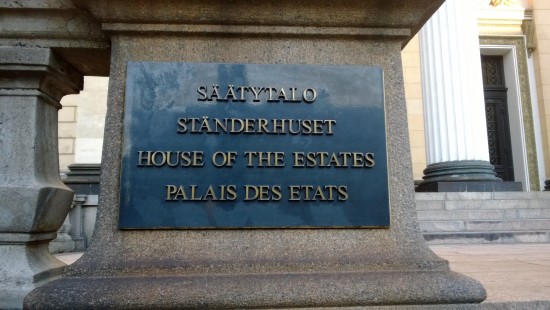 SÄÄTYTALO
STÄNDERHUSET
HOUSE OF THE ESTATES
PALAIS DES ETATS